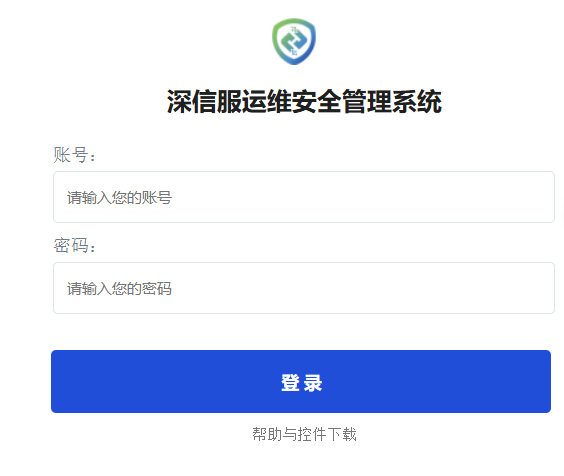 深信服运维安全管理系统
账号：
请输入您的账号
密码：
请输入您的密码
登录
帮助与控件下载